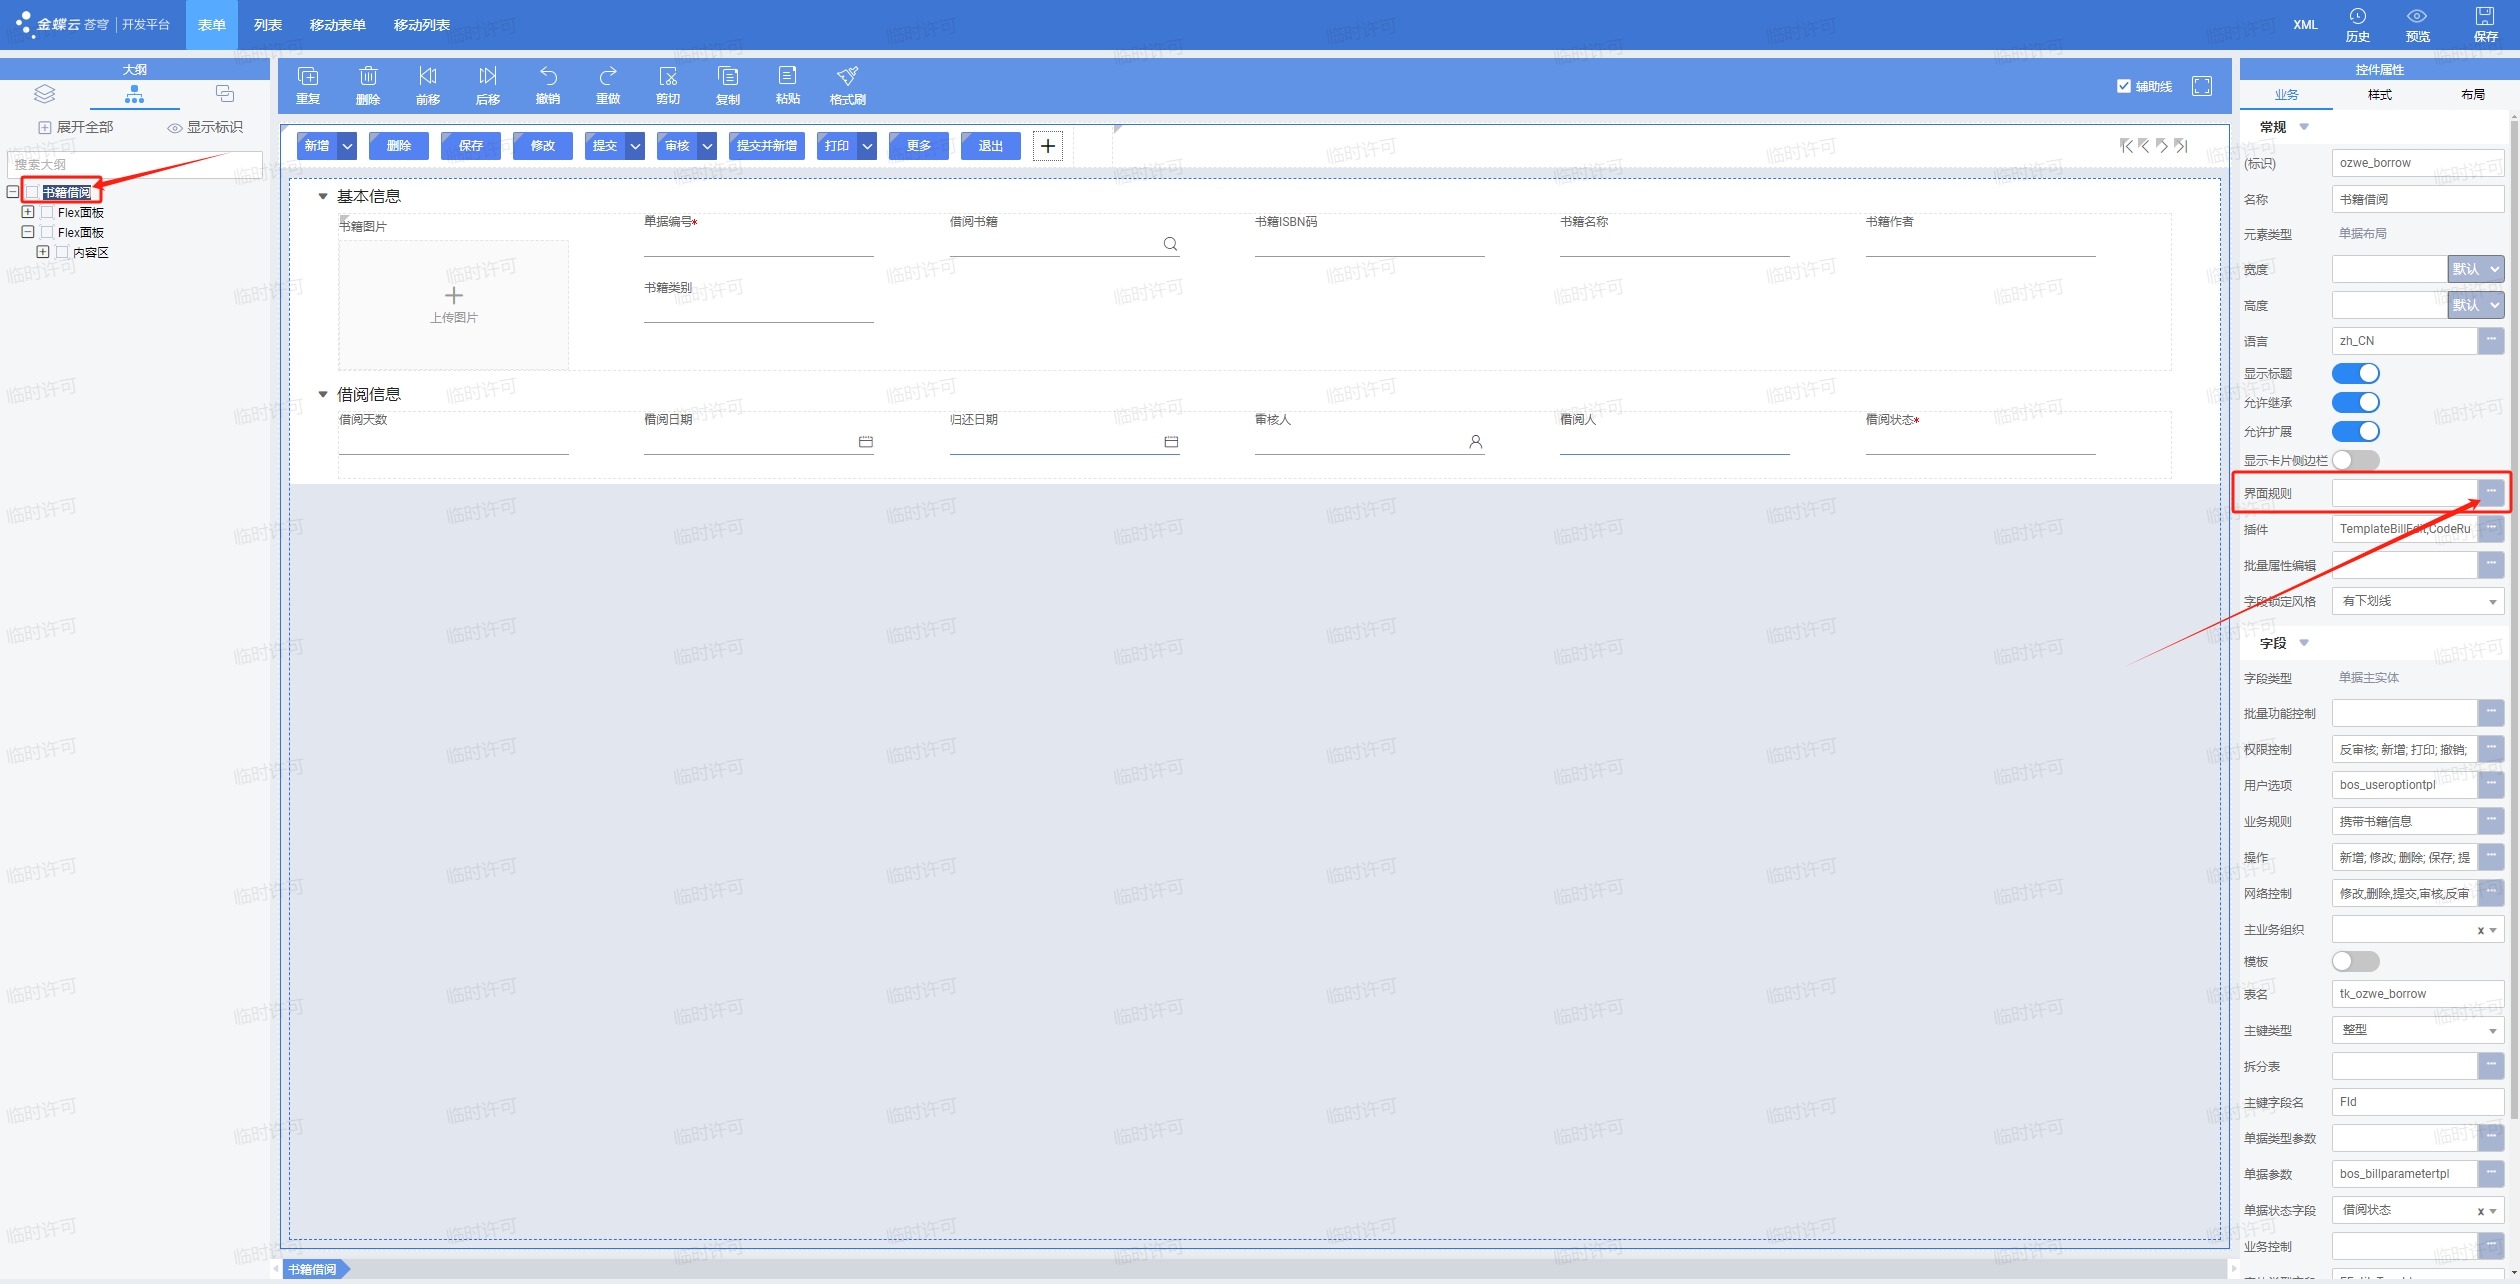 金蝶云 苍穹 | 开发平台 表单 列表 移动表单 移动列表 XML 历史 预览 保存
大纲
展开全部 显示标识
搜索大纲
书籍借阅
Flex面板
Flex面板
内容区
重复 删除 前移 后移 撤销 重做 剪切 复制 粘贴 格式刷 辅助线
新增 删除 保存 修改 提交 审核 提交并新增 打印 更多 退出
基本信息
书籍图片 单据编号* 借阅书籍 书籍ISBN码 书籍名称 书籍作者
上传图片
书籍类别
借阅信息
借阅天数 借阅日期 归还日期 审核人 借阅人 借阅状态*
书籍借阅
控件属性
业务 样式 布局
常规
(标识) ozwe_borrow
名称 书籍借阅
元素类型 单据布局
宽度 默认
高度 默认
语言 zh_CN
显示标题
允许继承
允许扩展
显示卡片侧边栏
界面规则
插件 TemplateBillEdit,CodeRu
批量属性编辑
字段锁定风格 有下划线
字段
字段类型 单据主实体
批量功能控制
权限控制 反审核; 新增; 打印; 撤销;
用户选项 bos_useroptiontpl
业务规则 携带书籍信息
操作 新增; 修改; 删除; 保存; 提
网络控制 修改,删除,提交,审核,反审
主业务组织 x
模板
表名 tk_ozwe_borrow
主键类型 整型
拆分表
主键字段名 FId
单据类型参数
单据参数 bos_billparametertpl
单据状态字段 借阅状态 x
业务控制
临时许可